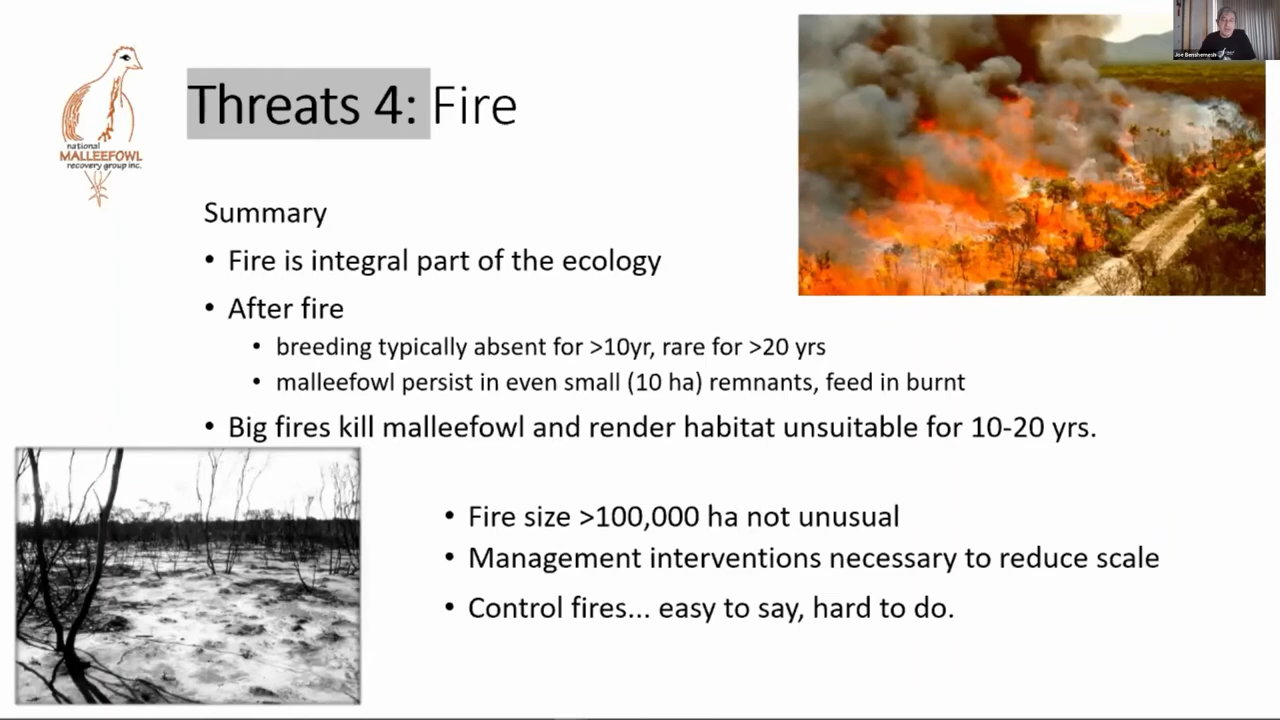 Joe Benshemesh
national
MALLEEFOWL
recovery group inc.
Threats 4: Fire
Summary
• Fire is integral part of the ecology
• After fire
• breeding typically absent for >10yr, rare for >20 yrs
• malleefowl persist in even small (10 ha) remnants, feed in burnt
• Big fires kill malleefowl and render habitat unsuitable for 10-20 yrs.
• Fire size >100,000 ha not unusual
• Management interventions necessary to reduce scale
• Control fires... easy to say, hard to do.